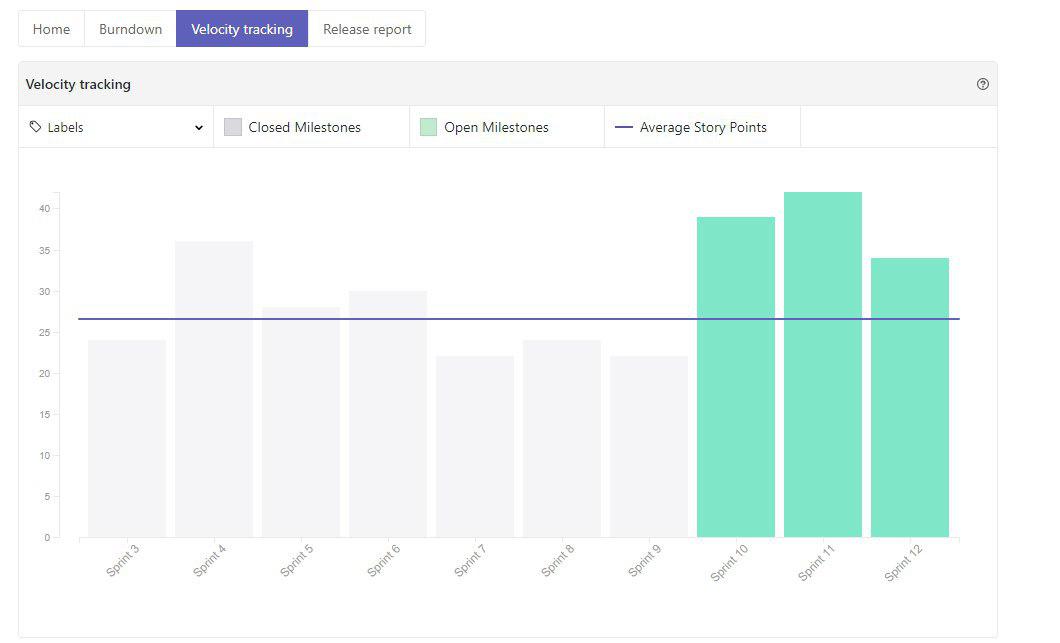 Home Burndown Velocity tracking Release report
Velocity tracking
Labels Closed Milestones Open Milestones Average Story Points
40
35
30
25
20
15
10
5
0
Sprint 3 Sprint 4 Sprint 5 Sprint 6 Sprint 7 Sprint 8 Sprint 9 Sprint 10 Sprint 11 Sprint 12